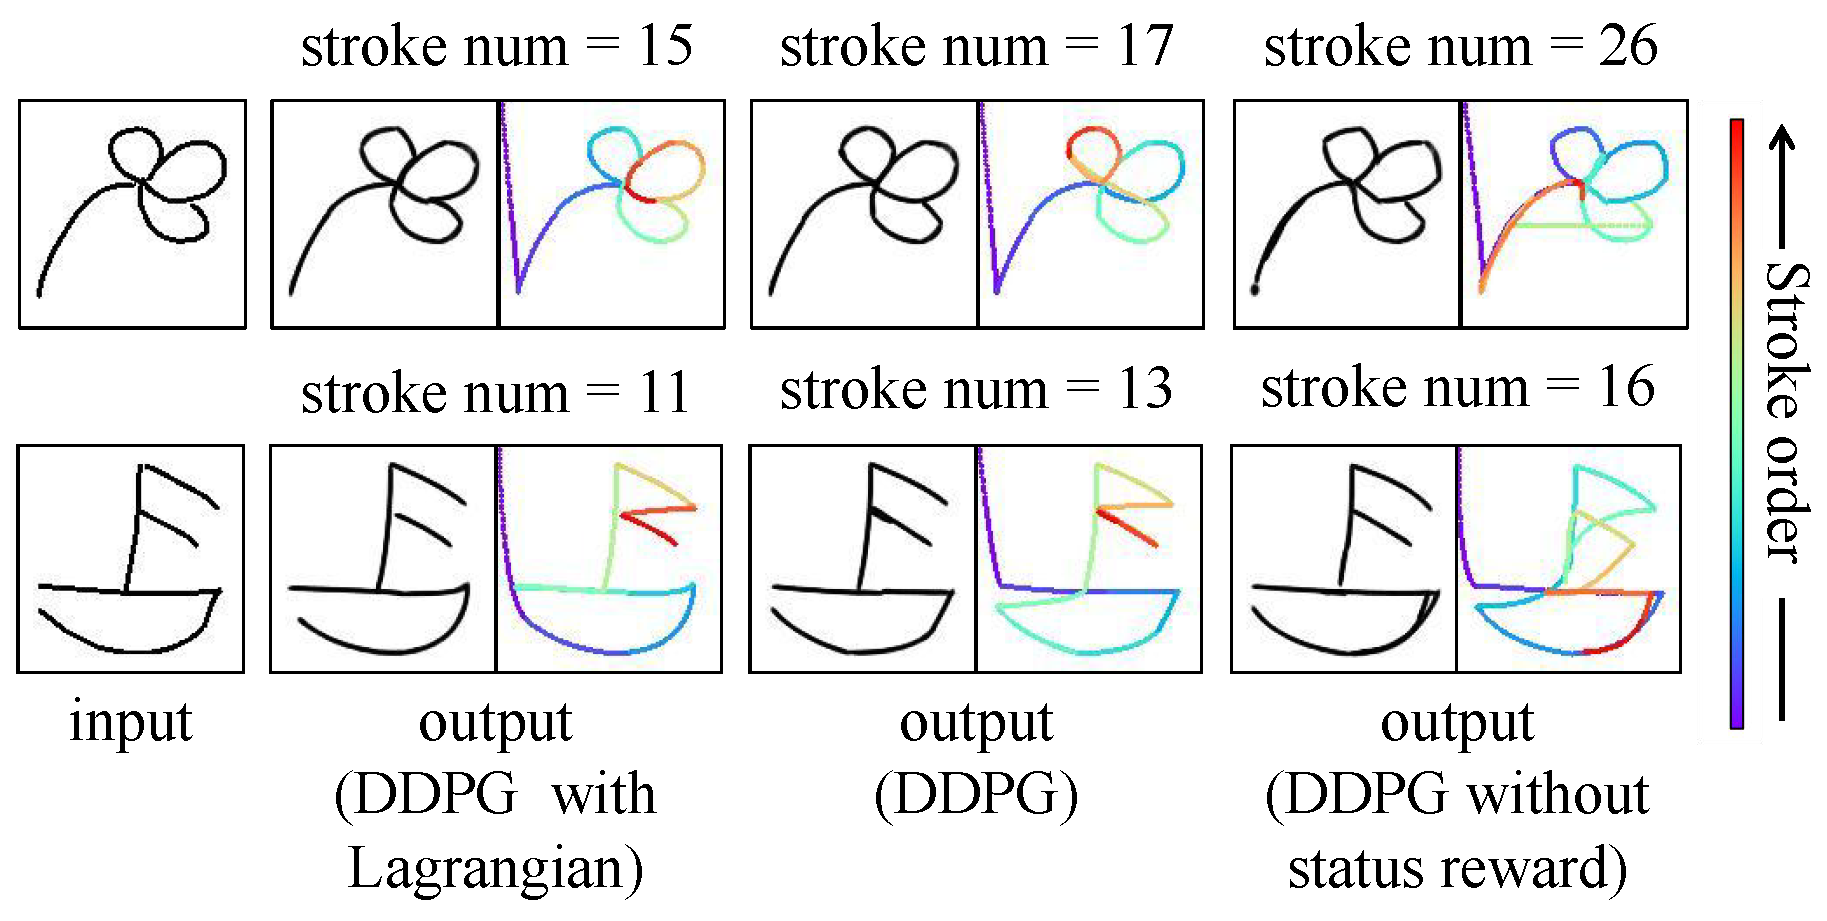 stroke num = 15
stroke num = 17
stroke num = 26
stroke num = 11
stroke num = 13
stroke num = 16
Stroke order
input
output
(DDPG with
Lagrangian)
output
(DDPG)
output
(DDPG without
status reward)